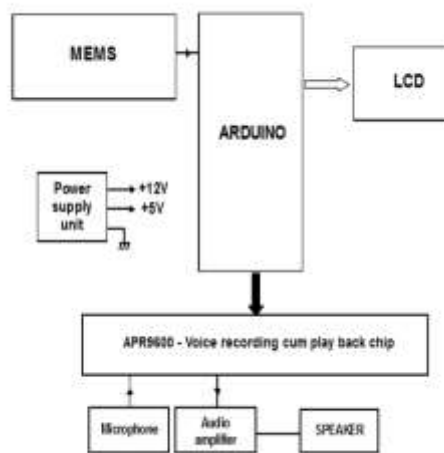 MEMS
LCD
ARDUINO
Power
supply
unit
+12V
+5V
APR9600 - Voice recording cum play back chip
Microphone
Audio
amplifier
SPEAKER